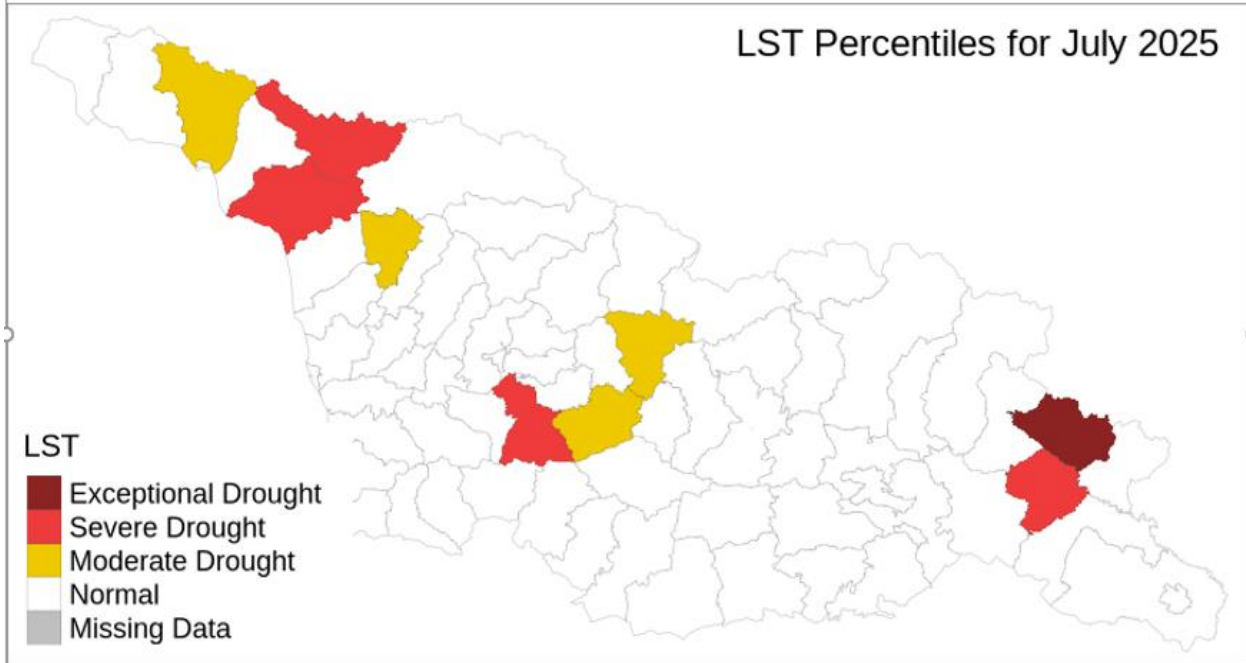 LST Percentiles for July 2025
LST
Exceptional Drought
Severe Drought
Moderate Drought
Normal
Missing Data